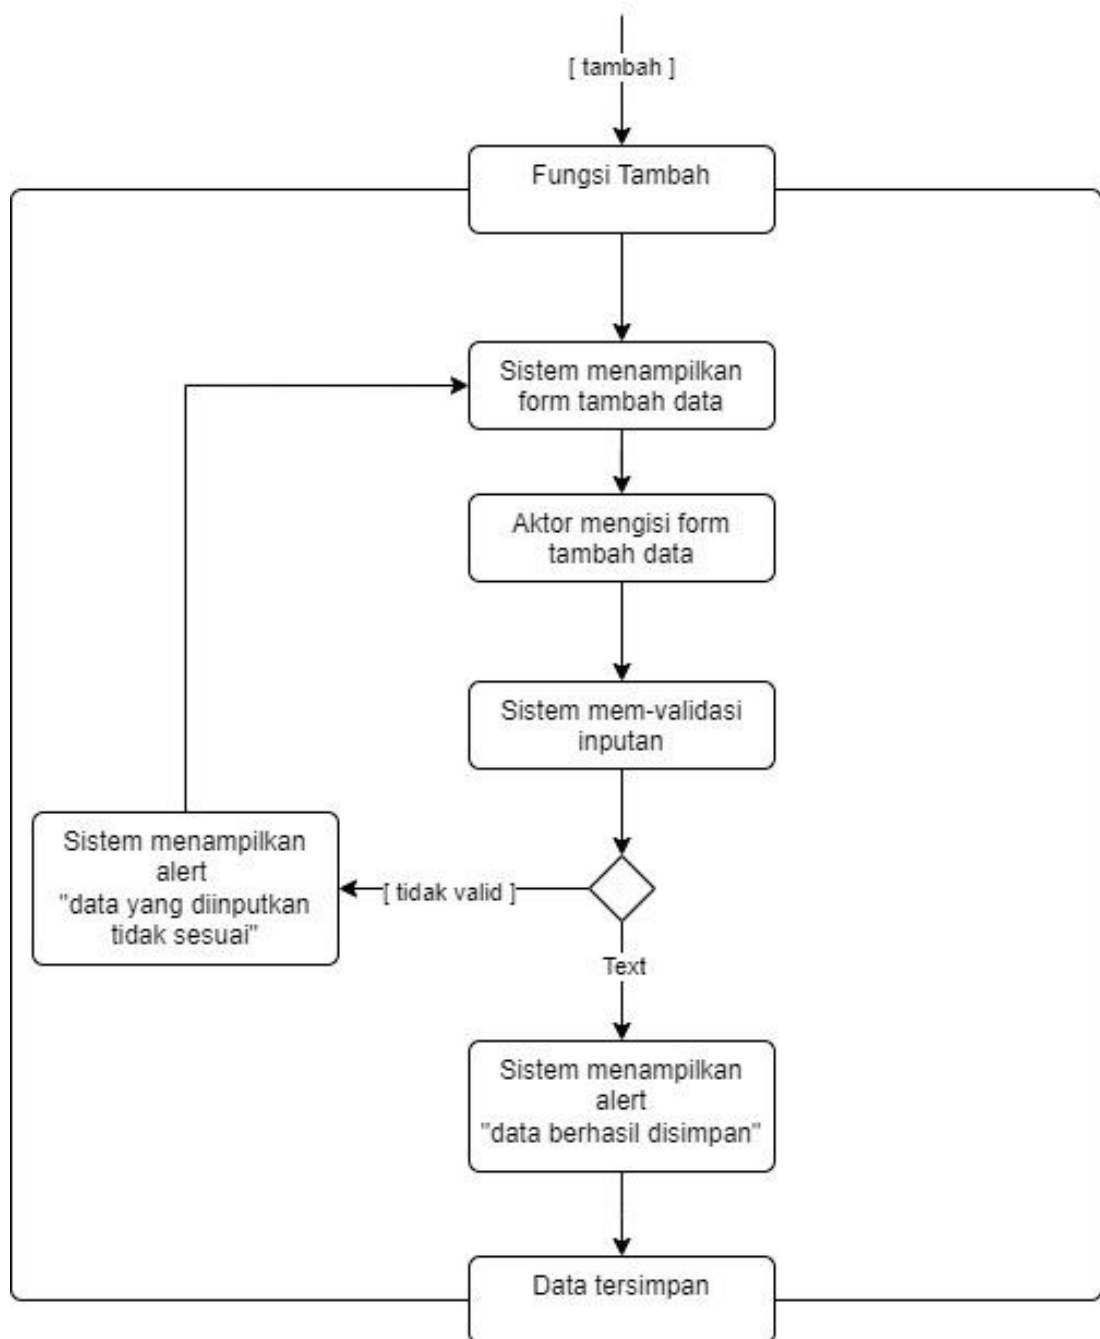 [ tambah ]
Fungsi Tambah
Sistem menampilkan
form tambah data
Aktor mengisi form
tambah data
Sistem mem-validasi
inputan
Sistem menampilkan
alert
"data yang diinputkan
tidak sesuai"
[ tidak valid ]
Text
Sistem menampilkan
alert
"data berhasil disimpan"
Data tersimpan